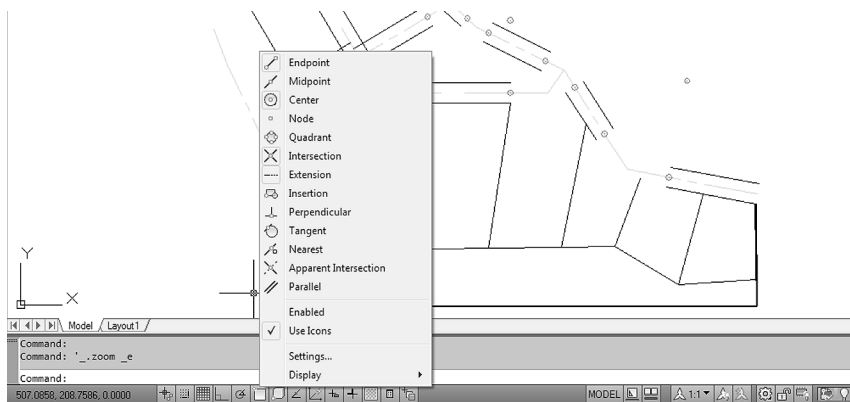 Endpoint
Midpoint
Center
Node
Quadrant
Intersection
Extension
Insertion
Perpendicular
Tangent
Nearest
Apparent Intersection
Parallel
Enabled
Use Icons
Settings...
Display
Y
X
Model Layout1
Command:
Command: '_.zoom _e
Command:
507.0858, 208.7586, 0.0000 MODEL 1:1